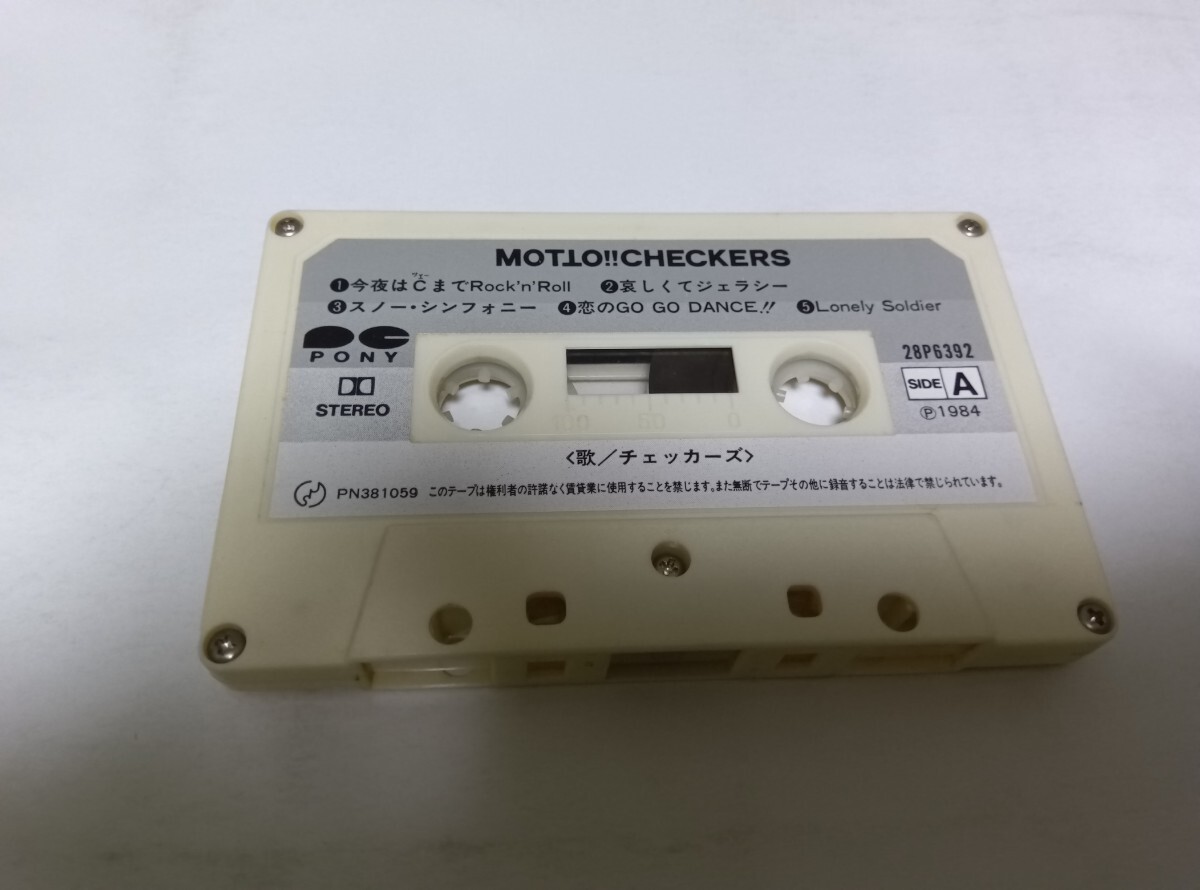 MOTTO!!CHECKERS
❶今夜はCまでRock'n'Roll ❷哀しくてジェラシー
❸スノー・シンフォニー ❹恋のGO GO DANCE!! ❺Lonely Soldier
PONY
28P6392
STEREO
SIDE A
Ⓟ1984
100 50 0
〈歌／チェッカーズ〉
PN381059 このテープは権利者の許諾なく賃貸業に使用することを禁じます。また無断でテープその他に録音することは法律で禁じられています。